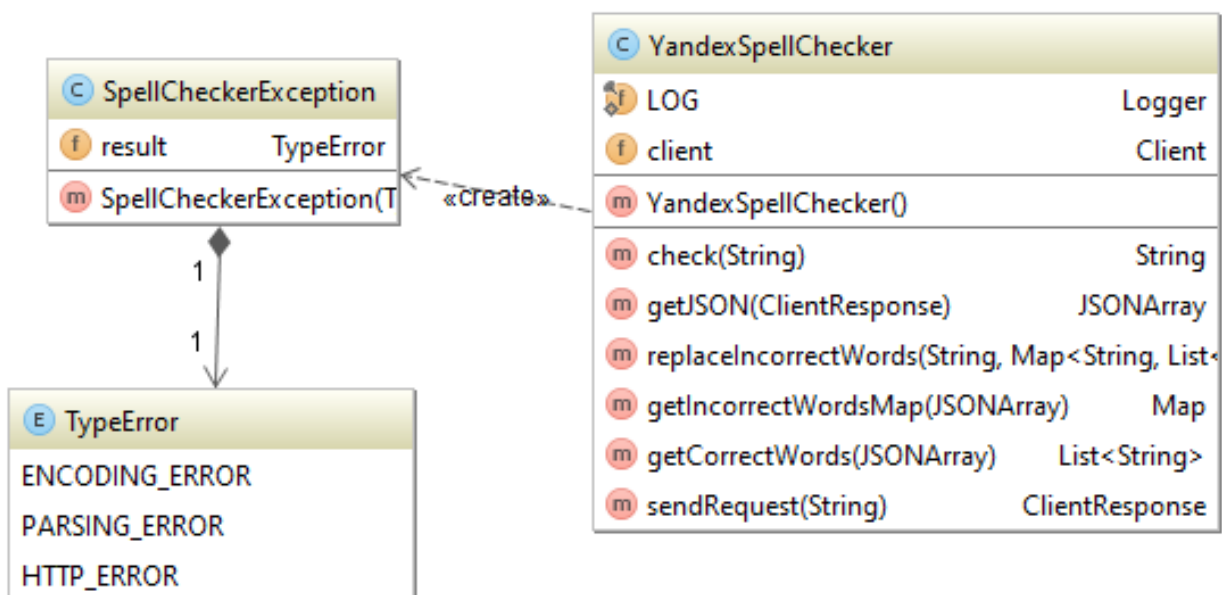 C SpellCheckerException
f result TypeError
m SpellCheckerException(T
«create»
1
1
E TypeError
ENCODING_ERROR
PARSING_ERROR
HTTP_ERROR
C YandexSpellChecker
f LOG Logger
f client Client
m YandexSpellChecker()
m check(String) String
m getJSON(ClientResponse) JSONArray
m replaceIncorrectWords(String, Map<String, List<
m getIncorrectWordsMap(JSONArray) Map
m getCorrectWords(JSONArray) List<String>
m sendRequest(String) ClientResponse